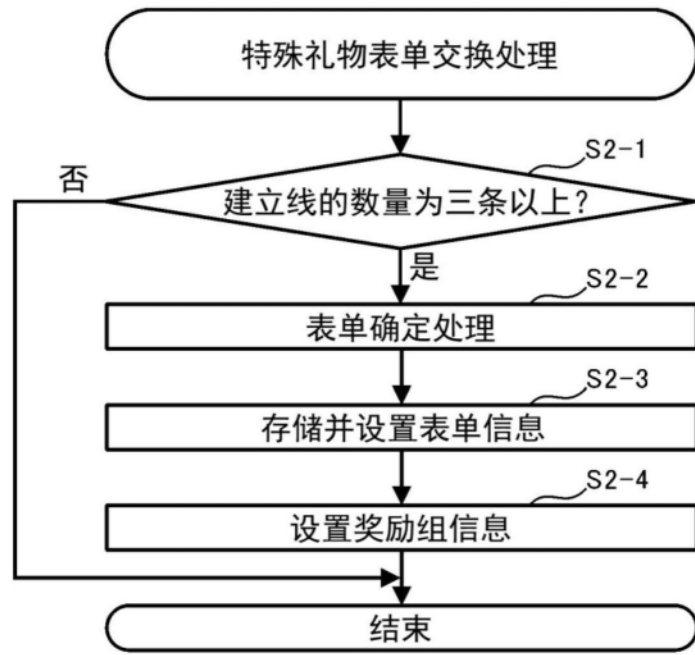 特殊礼物表单交换处理
S2-1
否
建立线的数量为三条以上?
是
S2-2
表单确定处理
S2-3
存储并设置表单信息
S2-4
设置奖励组信息
结束